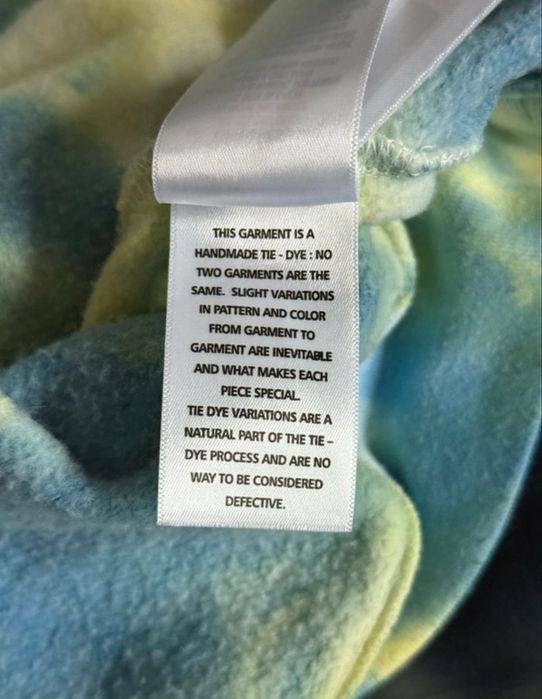 THIS GARMENT IS A
HANDMADE TIE - DYE : NO
TWO GARMENTS ARE THE
SAME. SLIGHT VARIATIONS
IN PATTERN AND COLOR
FROM GARMENT TO
GARMENT ARE INEVITABLE
AND WHAT MAKES EACH
PIECE SPECIAL.
TIE DYE VARIATIONS ARE A
NATURAL PART OF THE TIE –
DYE PROCESS AND ARE NO
WAY TO BE CONSIDERED
DEFECTIVE.